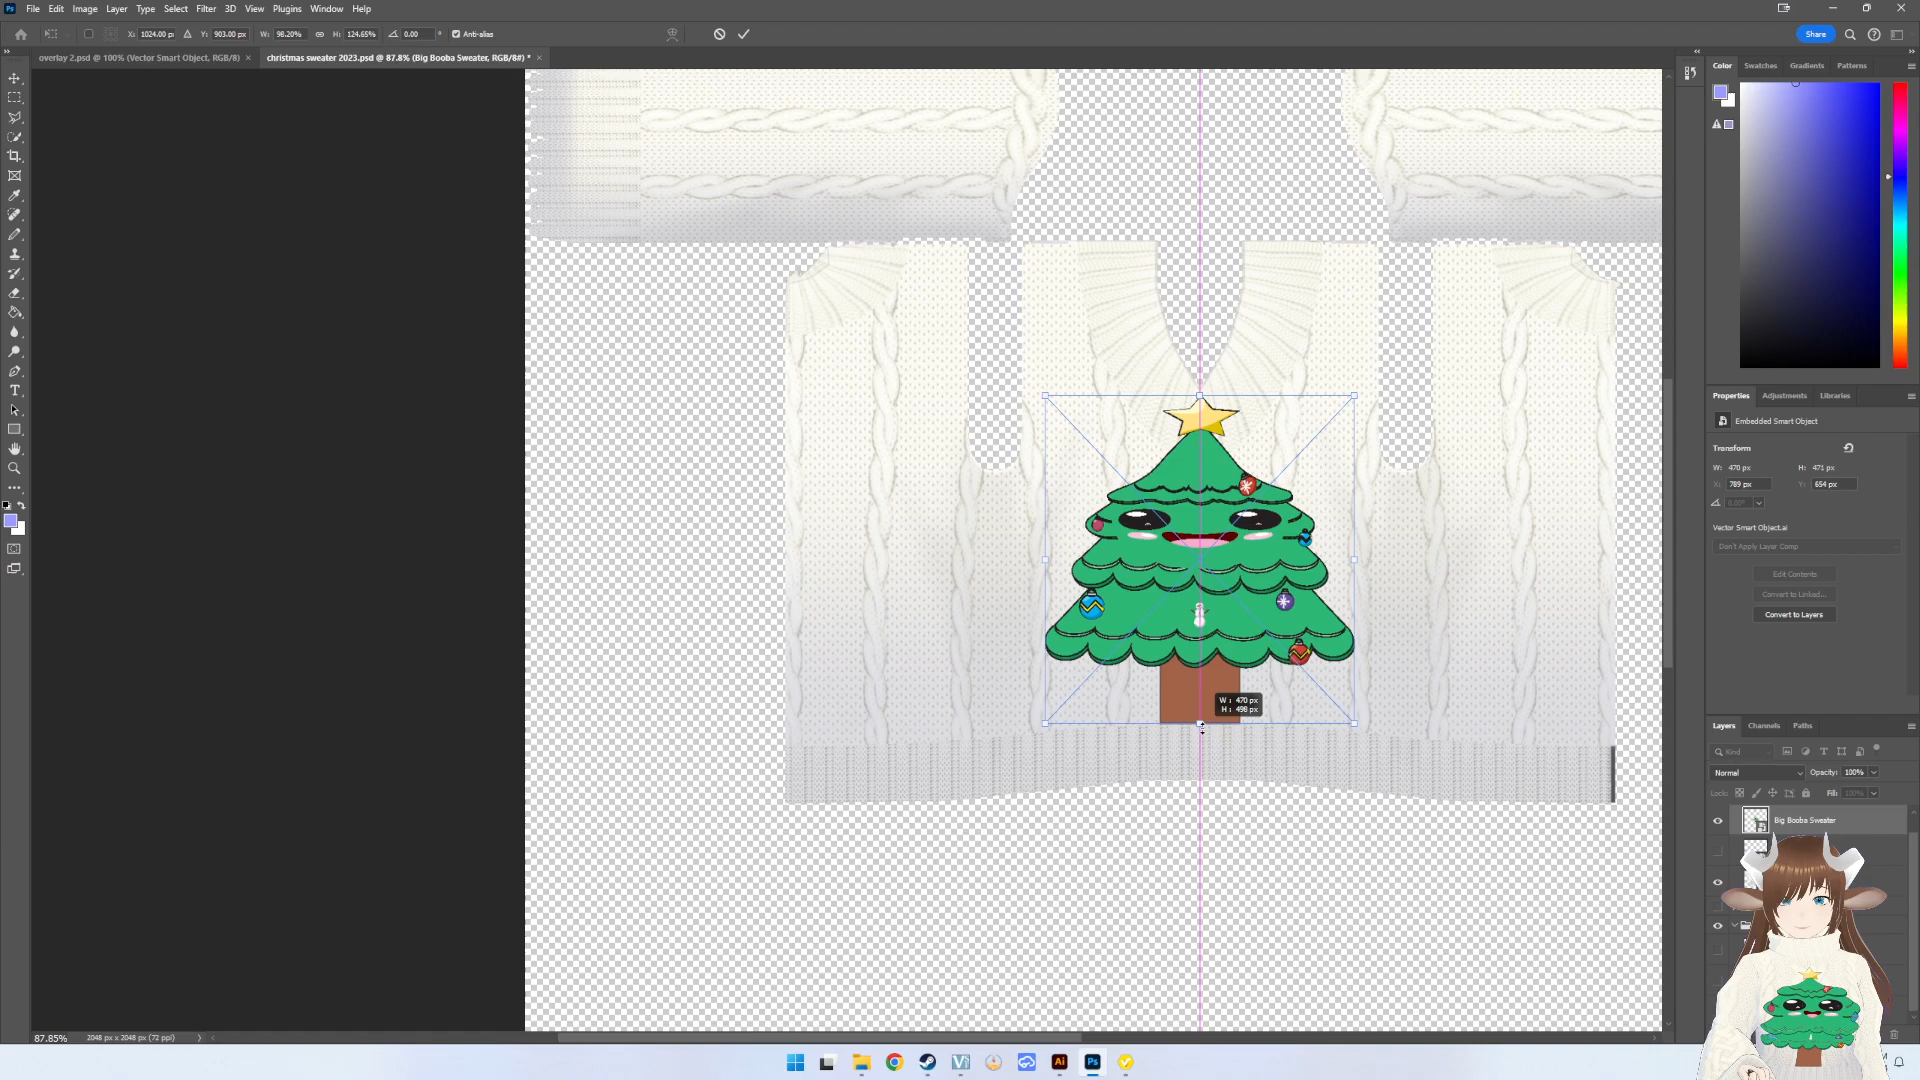 File Edit Image Layer Type Select Filter 3D View Plugins Window Help
X: 1024.00 px Y: 903.00 px W: 98.20% H: 124.65% 0.00 ° Anti-alias Share
overlay 2.psd @ 100% (Vector Smart Object, RGB/8) × christmas sweater 2023.psd @ 87.8% (Big Booba Sweater, RGB/8#) * ×
Color Swatches Gradients Patterns
Properties Adjustments Libraries
Embedded Smart Object
Transform
W: 470 px H: 471 px
X: 789 px Y: 654 px
0.00°
Vector Smart Object.ai
Don't Apply Layer Comp
Edit Contents
Convert to Linked...
Convert to Layers
W : 470 px
H : 498 px
Layers Channels Paths
Kind
Normal Opacity: 100%
Lock: Fill: 100%
Big Booba Sweater
87.85% 2048 px x 2048 px (72 ppi)
Ai Ps